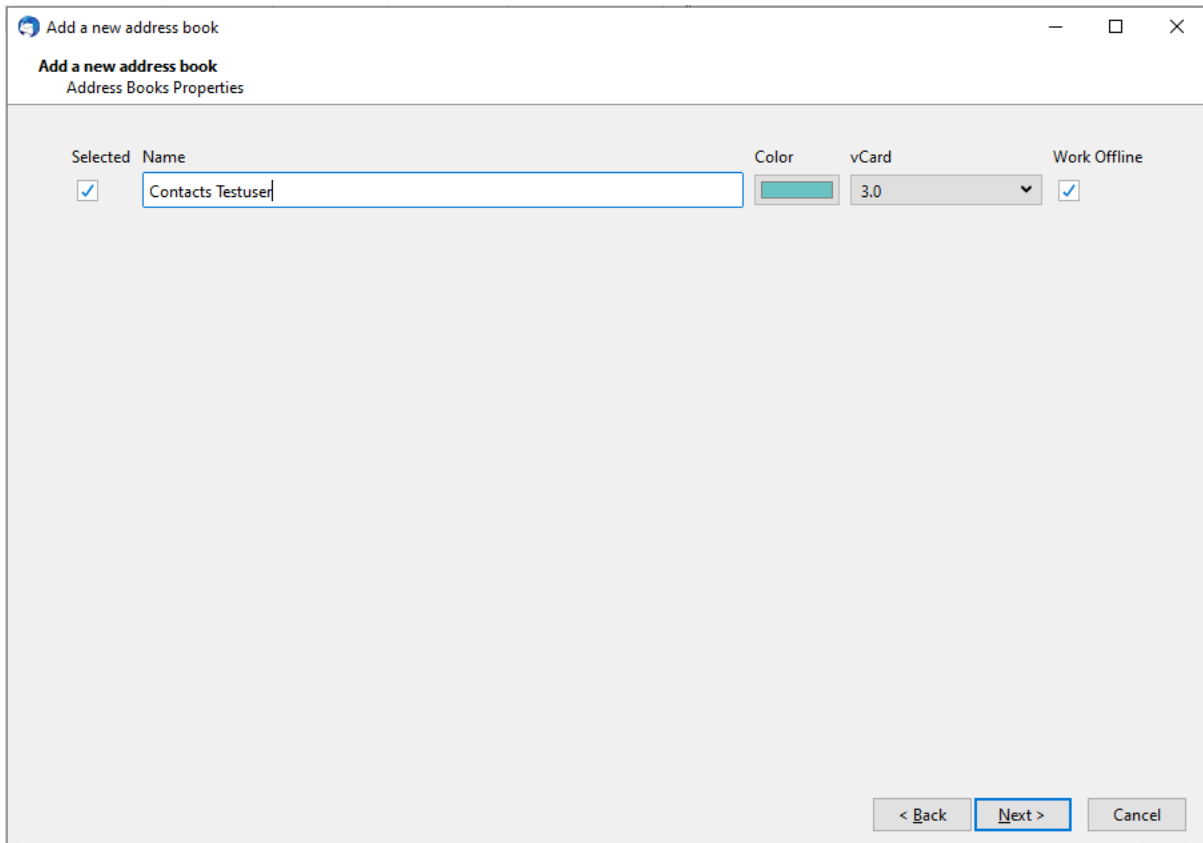 Add a new address book
Add a new address book
Address Books Properties
Selected Name Color vCard Work Offline
Contacts Testuser 3.0
< Back Next > Cancel